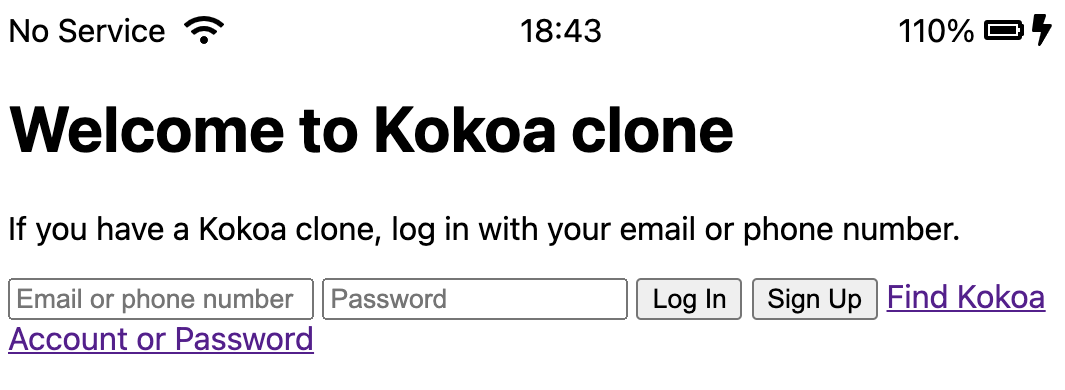 No Service 18:43 110%
Welcome to Kokoa clone
If you have a Kokoa clone, log in with your email or phone number.
Email or phone number Password Log In Sign Up Find Kokoa
Account or Password